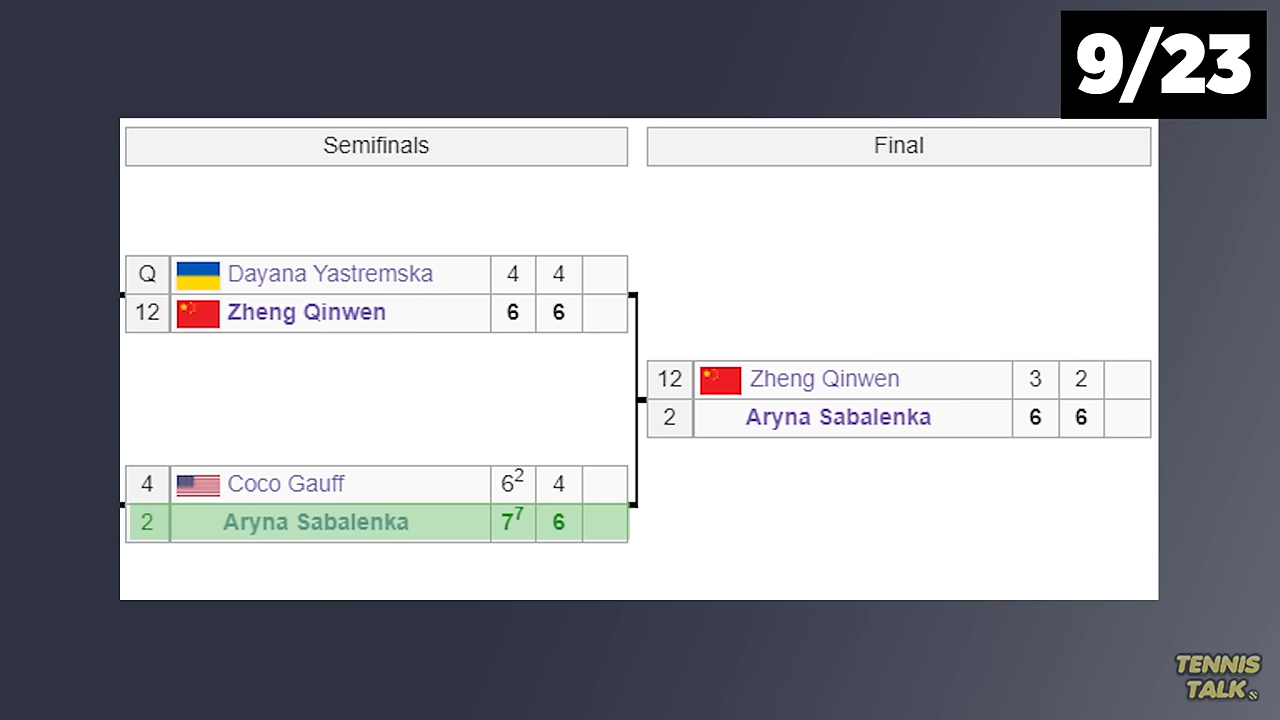 9/23
Semifinals
Final
Q Dayana Yastremska 4 4
12 Zheng Qinwen 6 6
12 Zheng Qinwen 3 2
2 Aryna Sabalenka 6 6
4 Coco Gauff 6² 4
2 Aryna Sabalenka 7⁷ 6
TENNIS
TALK